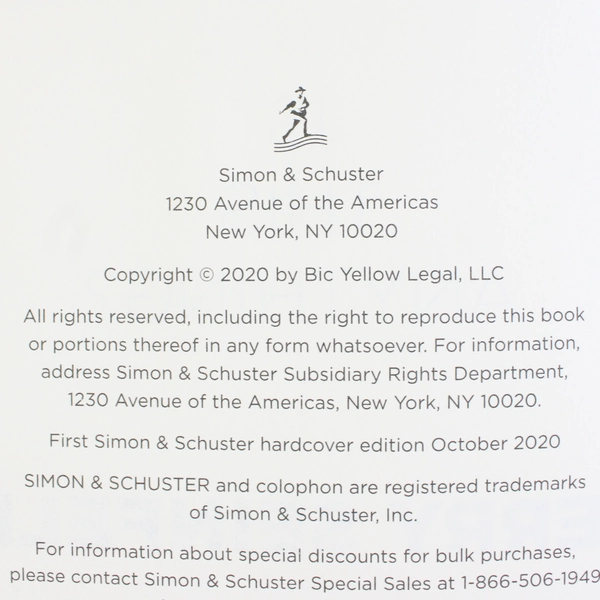 Simon & Schuster
1230 Avenue of the Americas
New York, NY 10020
Copyright © 2020 by Bic Yellow Legal, LLC
All rights reserved, including the right to reproduce this book
or portions thereof in any form whatsoever. For information,
address Simon & Schuster Subsidiary Rights Department,
1230 Avenue of the Americas, New York, NY 10020.
First Simon & Schuster hardcover edition October 2020
SIMON & SCHUSTER and colophon are registered trademarks
of Simon & Schuster, Inc.
For information about special discounts for bulk purchases,
please contact Simon & Schuster Special Sales at 1-866-506-1949